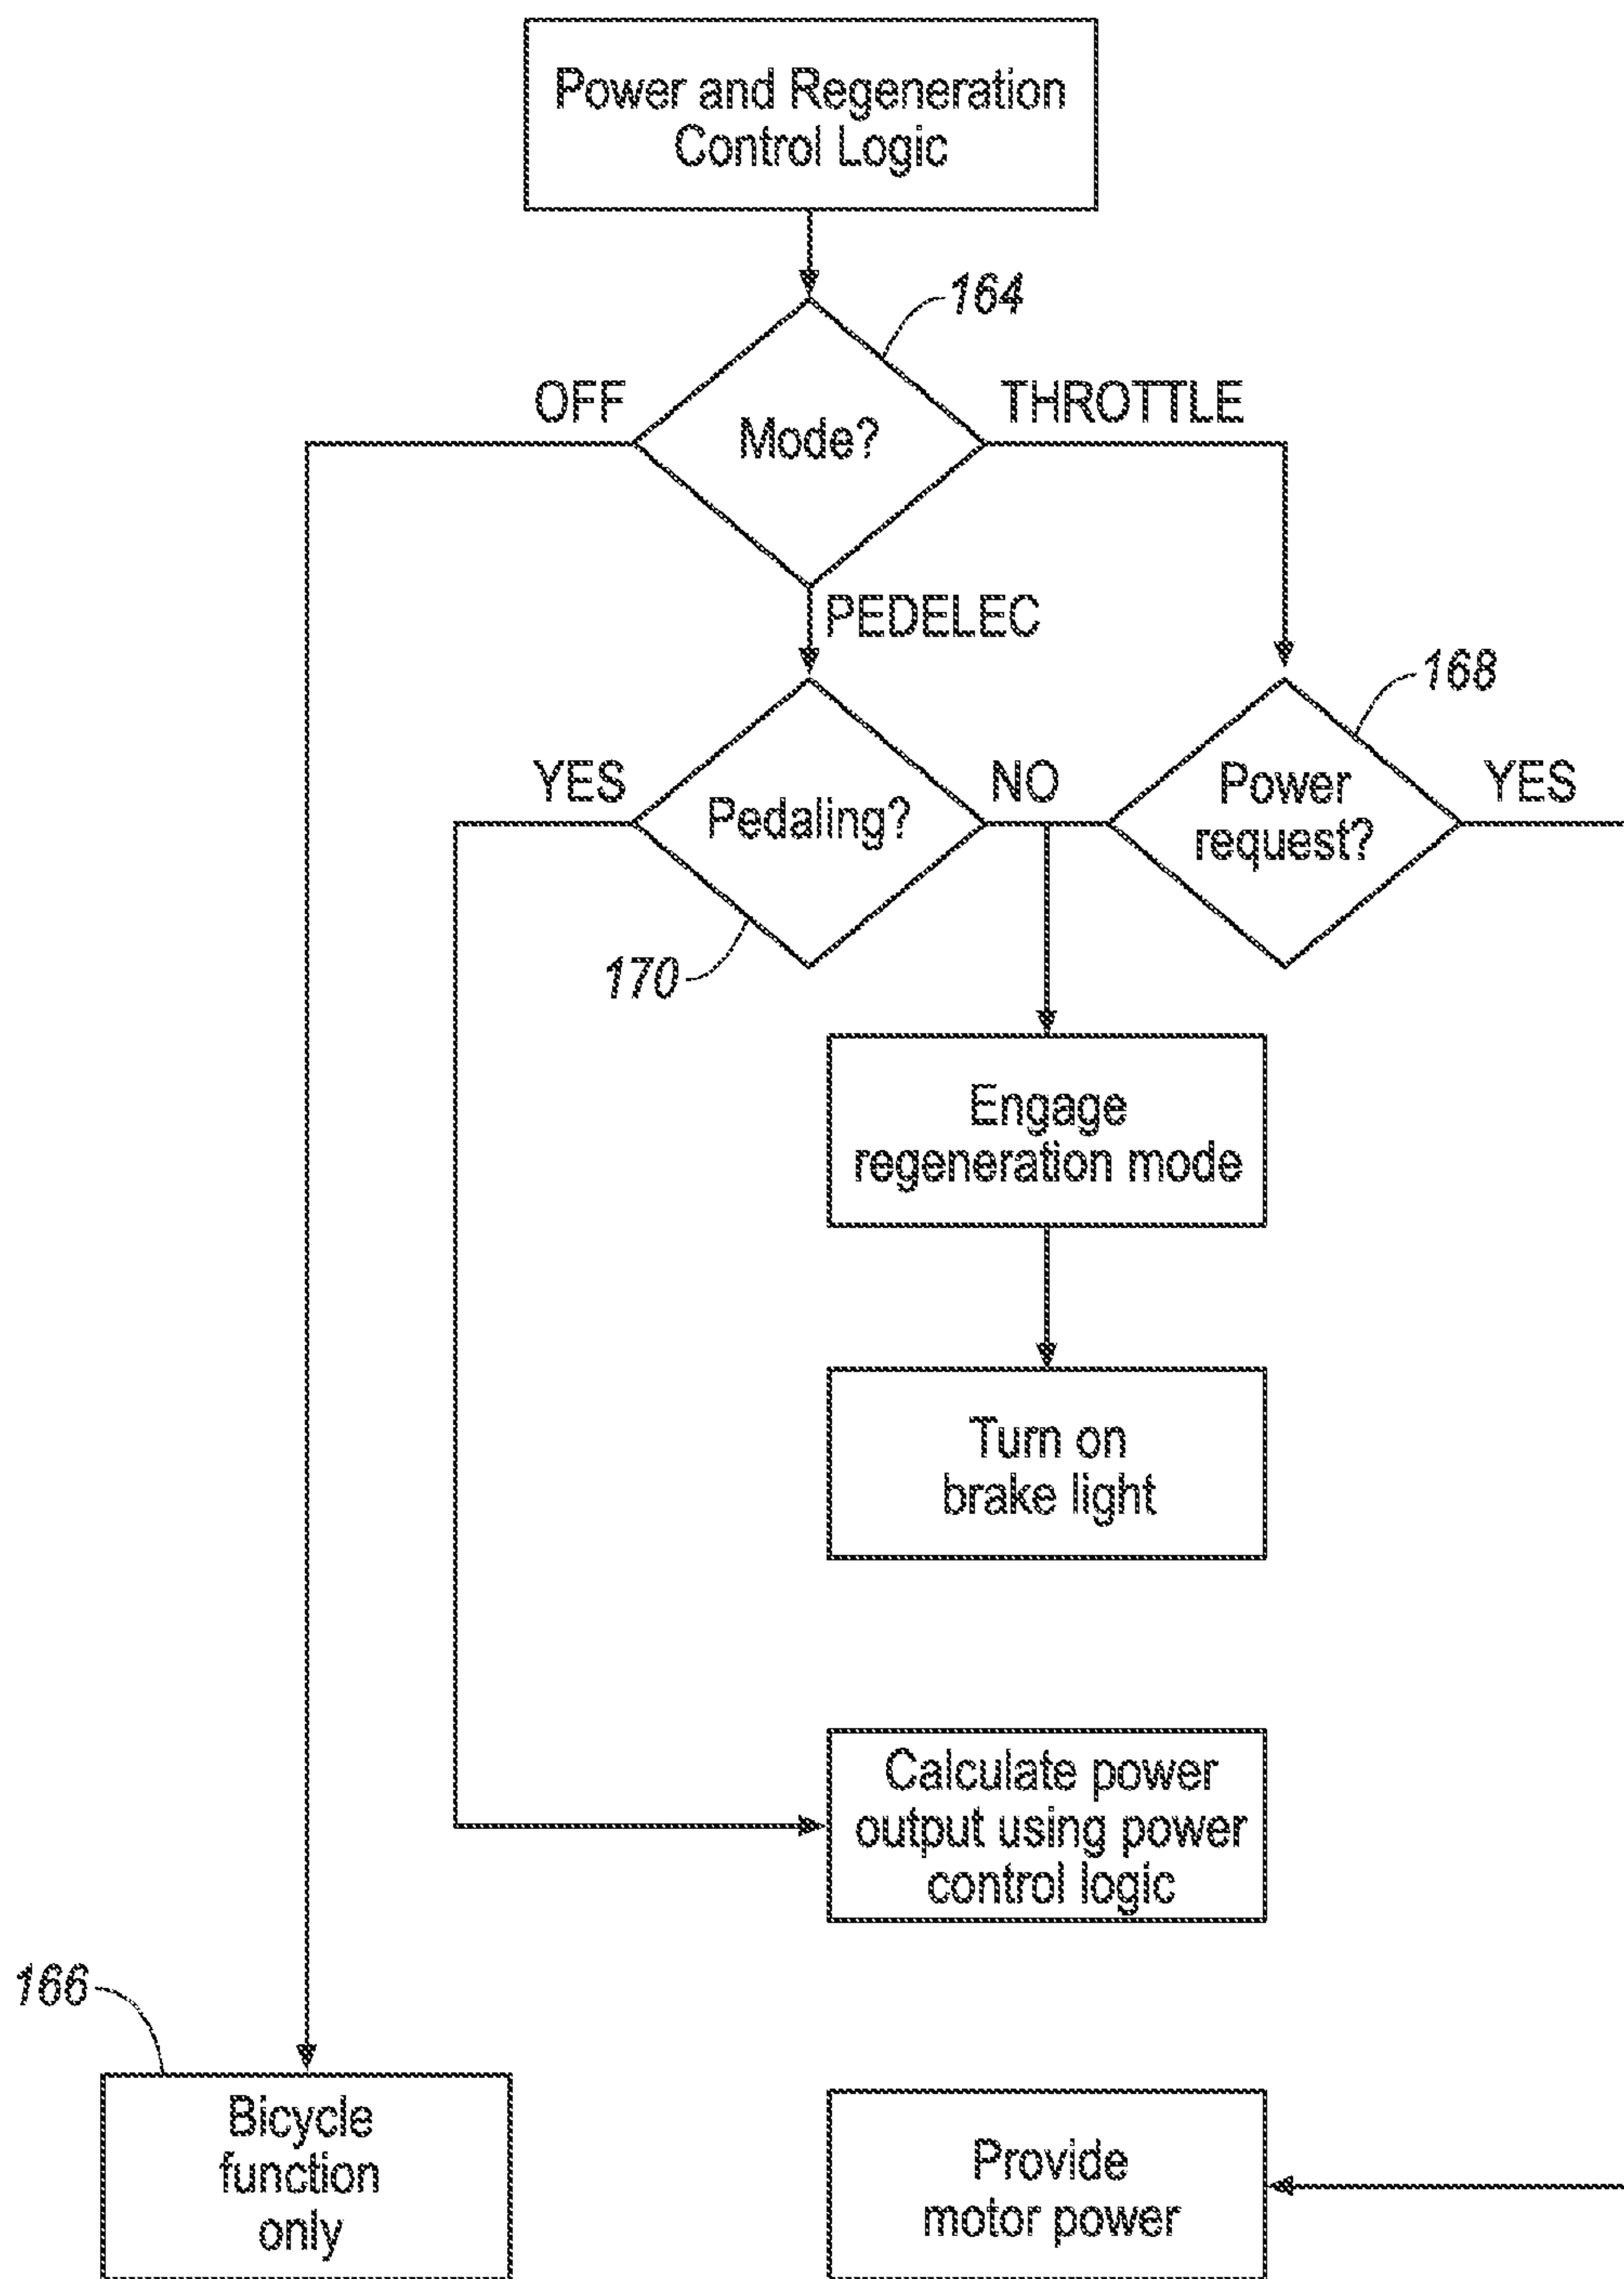 Power and Regeneration
Control Logic
164
OFF
THROTTLE
Mode?
PEDELEC
168
YES
Pedaling?
NO
Power
request?
YES
170
Engage
regeneration mode
Turn on
brake light
Calculate power
output using power
control logic
166
Bicycle
function
only
Provide
motor power